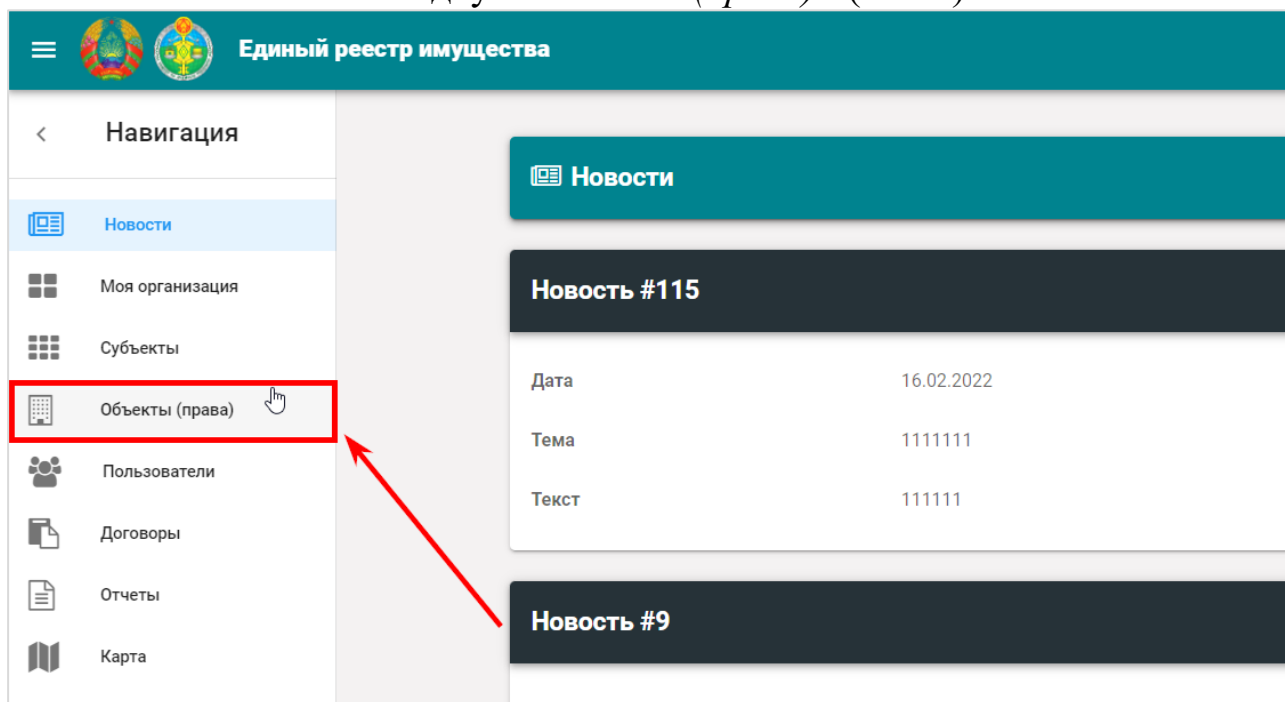 Единый реестр имущества
Навигация
Новости
Моя организация
Субъекты
Объекты (права)
Пользователи
Договоры
Отчеты
Карта
Новости
Новость #115
Дата 16.02.2022
Тема 1111111
Текст 111111
Новость #9